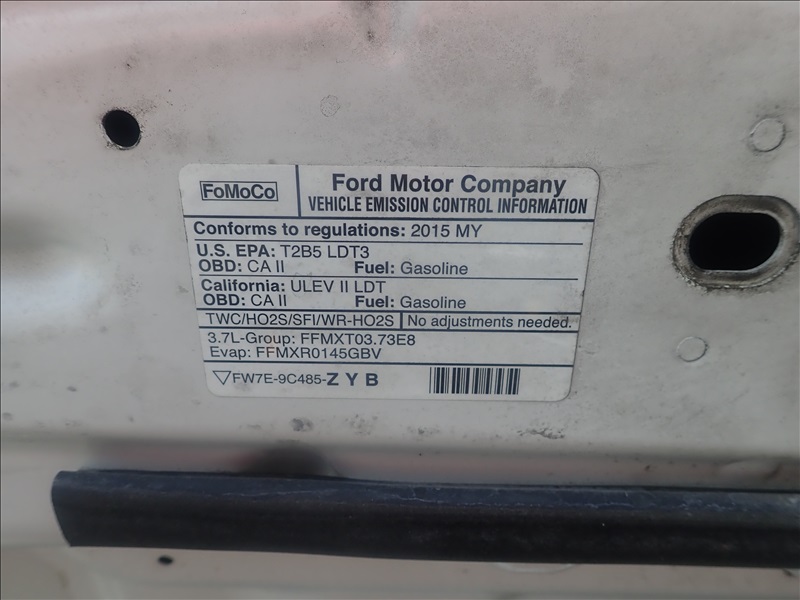 FoMoCo
Ford Motor Company
VEHICLE EMISSION CONTROL INFORMATION
Conforms to regulations: 2015 MY
U.S. EPA: T2B5 LDT3
OBD: CA II Fuel: Gasoline
California: ULEV II LDT
OBD: CA II Fuel: Gasoline
TWC/HO2S/SFI/WR-HO2S No adjustments needed.
3.7L-Group: FFMXT03.73E8
Evap: FFMXR0145GBV
FW7E-9C485-Z Y B